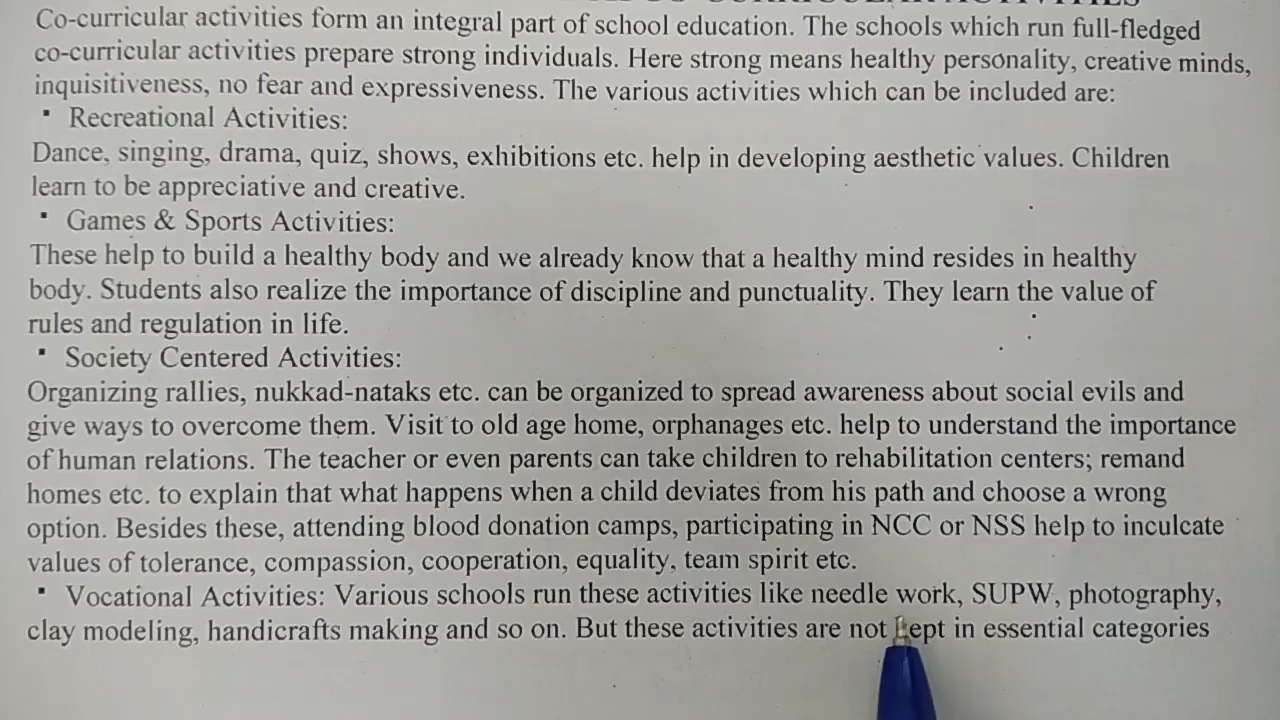 CO-CURRICULAR ACTIVITIES
Co-curricular activities form an integral part of school education. The schools which run full-fledged
co-curricular activities prepare strong individuals. Here strong means healthy personality, creative minds,
inquisitiveness, no fear and expressiveness. The various activities which can be included are:
▪ Recreational Activities:
Dance, singing, drama, quiz, shows, exhibitions etc. help in developing aesthetic values. Children
learn to be appreciative and creative.
▪ Games & Sports Activities:
These help to build a healthy body and we already know that a healthy mind resides in healthy
body. Students also realize the importance of discipline and punctuality. They learn the value of
rules and regulation in life.
▪ Society Centered Activities:
Organizing rallies, nukkad-nataks etc. can be organized to spread awareness about social evils and
give ways to overcome them. Visit to old age home, orphanages etc. help to understand the importance
of human relations. The teacher or even parents can take children to rehabilitation centers; remand
homes etc. to explain that what happens when a child deviates from his path and choose a wrong
option. Besides these, attending blood donation camps, participating in NCC or NSS help to inculcate
values of tolerance, compassion, cooperation, equality, team spirit etc.
▪ Vocational Activities: Various schools run these activities like needle work, SUPW, photography,
clay modeling, handicrafts making and so on. But these activities are not kept in essential categories